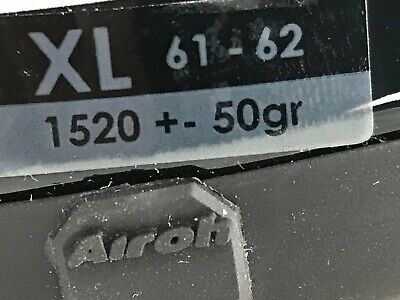 XL 61 - 62
1520 +- 50gr
Airoh